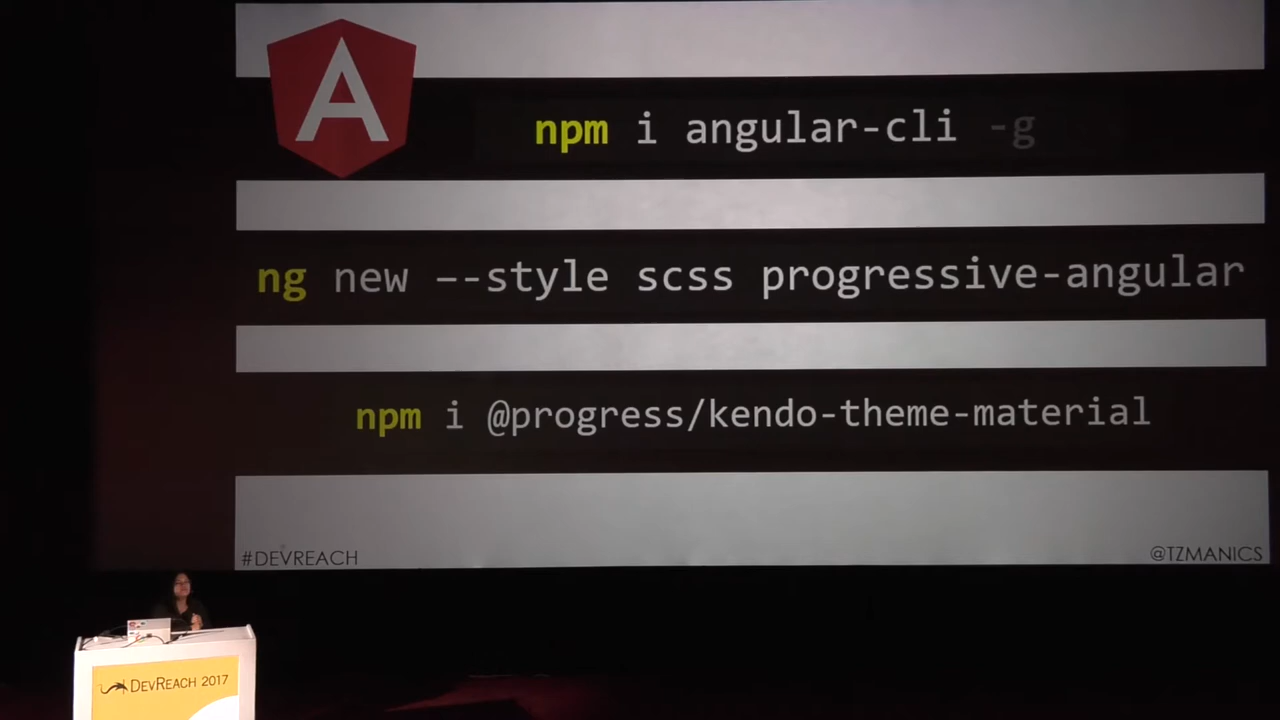 A
npm i angular-cli -g
ng new --style scss progressive-angular
npm i @progress/kendo-theme-material
#DEVREACH
@TZMANICS
DEVREACH 2017